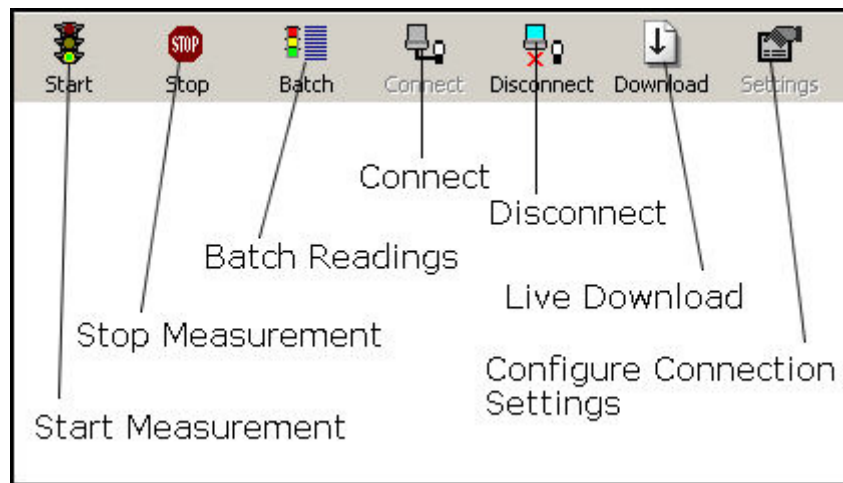 STOP
Start Stop Batch Connect Disconnect Download Settings
Connect
Disconnect
Batch Readings
Live Download
Stop Measurement
Configure Connection
Settings
Start Measurement